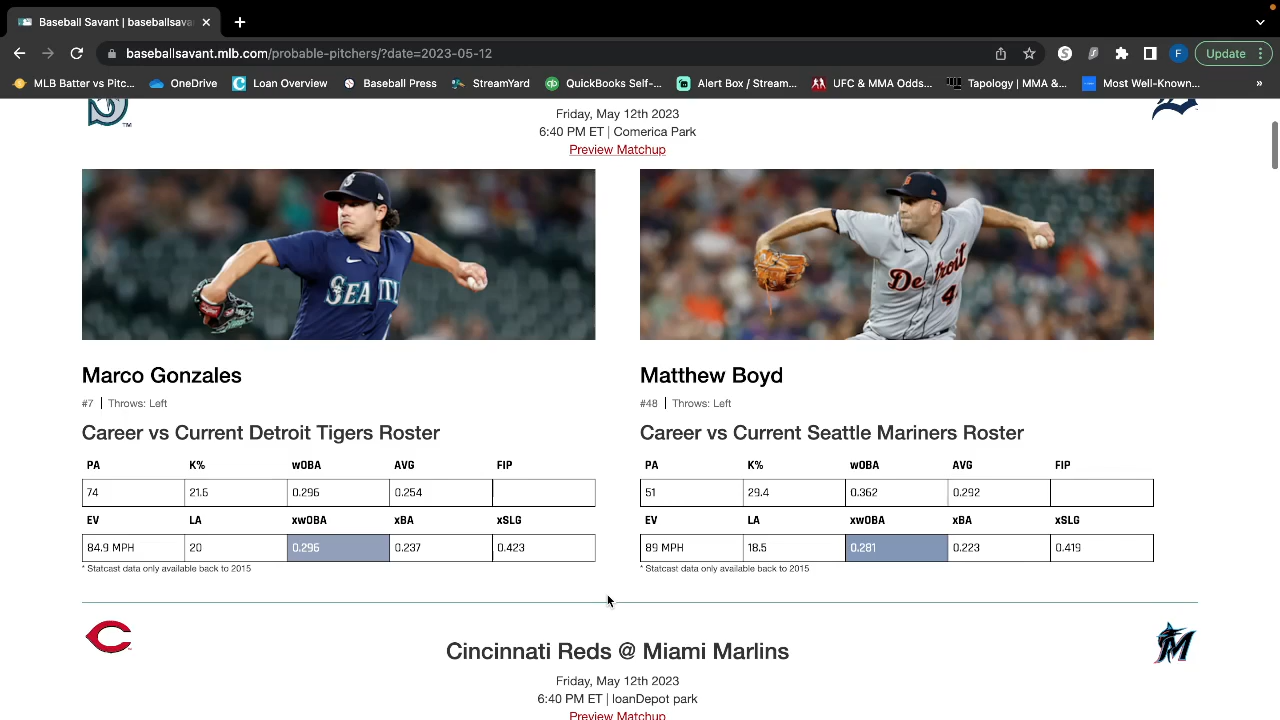 Baseball Savant | baseballsava
baseballsavant.mlb.com/probable-pitchers/?date=2023-05-12
F
Update
MLB Batter vs Pitc...
OneDrive
Loan Overview
Baseball Press
StreamYard
QuickBooks Self-...
Alert Box / Stream...
UFC & MMA Odds...
Tapology | MMA &...
Most Well-Known...
»
Friday, May 12th 2023
6:40 PM ET | Comerica Park
Preview Matchup
SEATTL
Detroit
4
Marco Gonzales
#7 | Throws: Left
Career vs Current Detroit Tigers Roster
PA K% wOBA AVG FIP
74 21.6 0.296 0.254
EV LA xwOBA xBA xSLG
84.9 MPH 20 0.296 0.237 0.423
* Statcast data only available back to 2015
Matthew Boyd
#48 | Throws: Left
Career vs Current Seattle Mariners Roster
PA K% wOBA AVG FIP
51 29.4 0.362 0.292
EV LA xwOBA xBA xSLG
89 MPH 18.5 0.281 0.223 0.419
* Statcast data only available back to 2015
Cincinnati Reds @ Miami Marlins
Friday, May 12th 2023
6:40 PM ET | loanDepot park
Preview Matchup